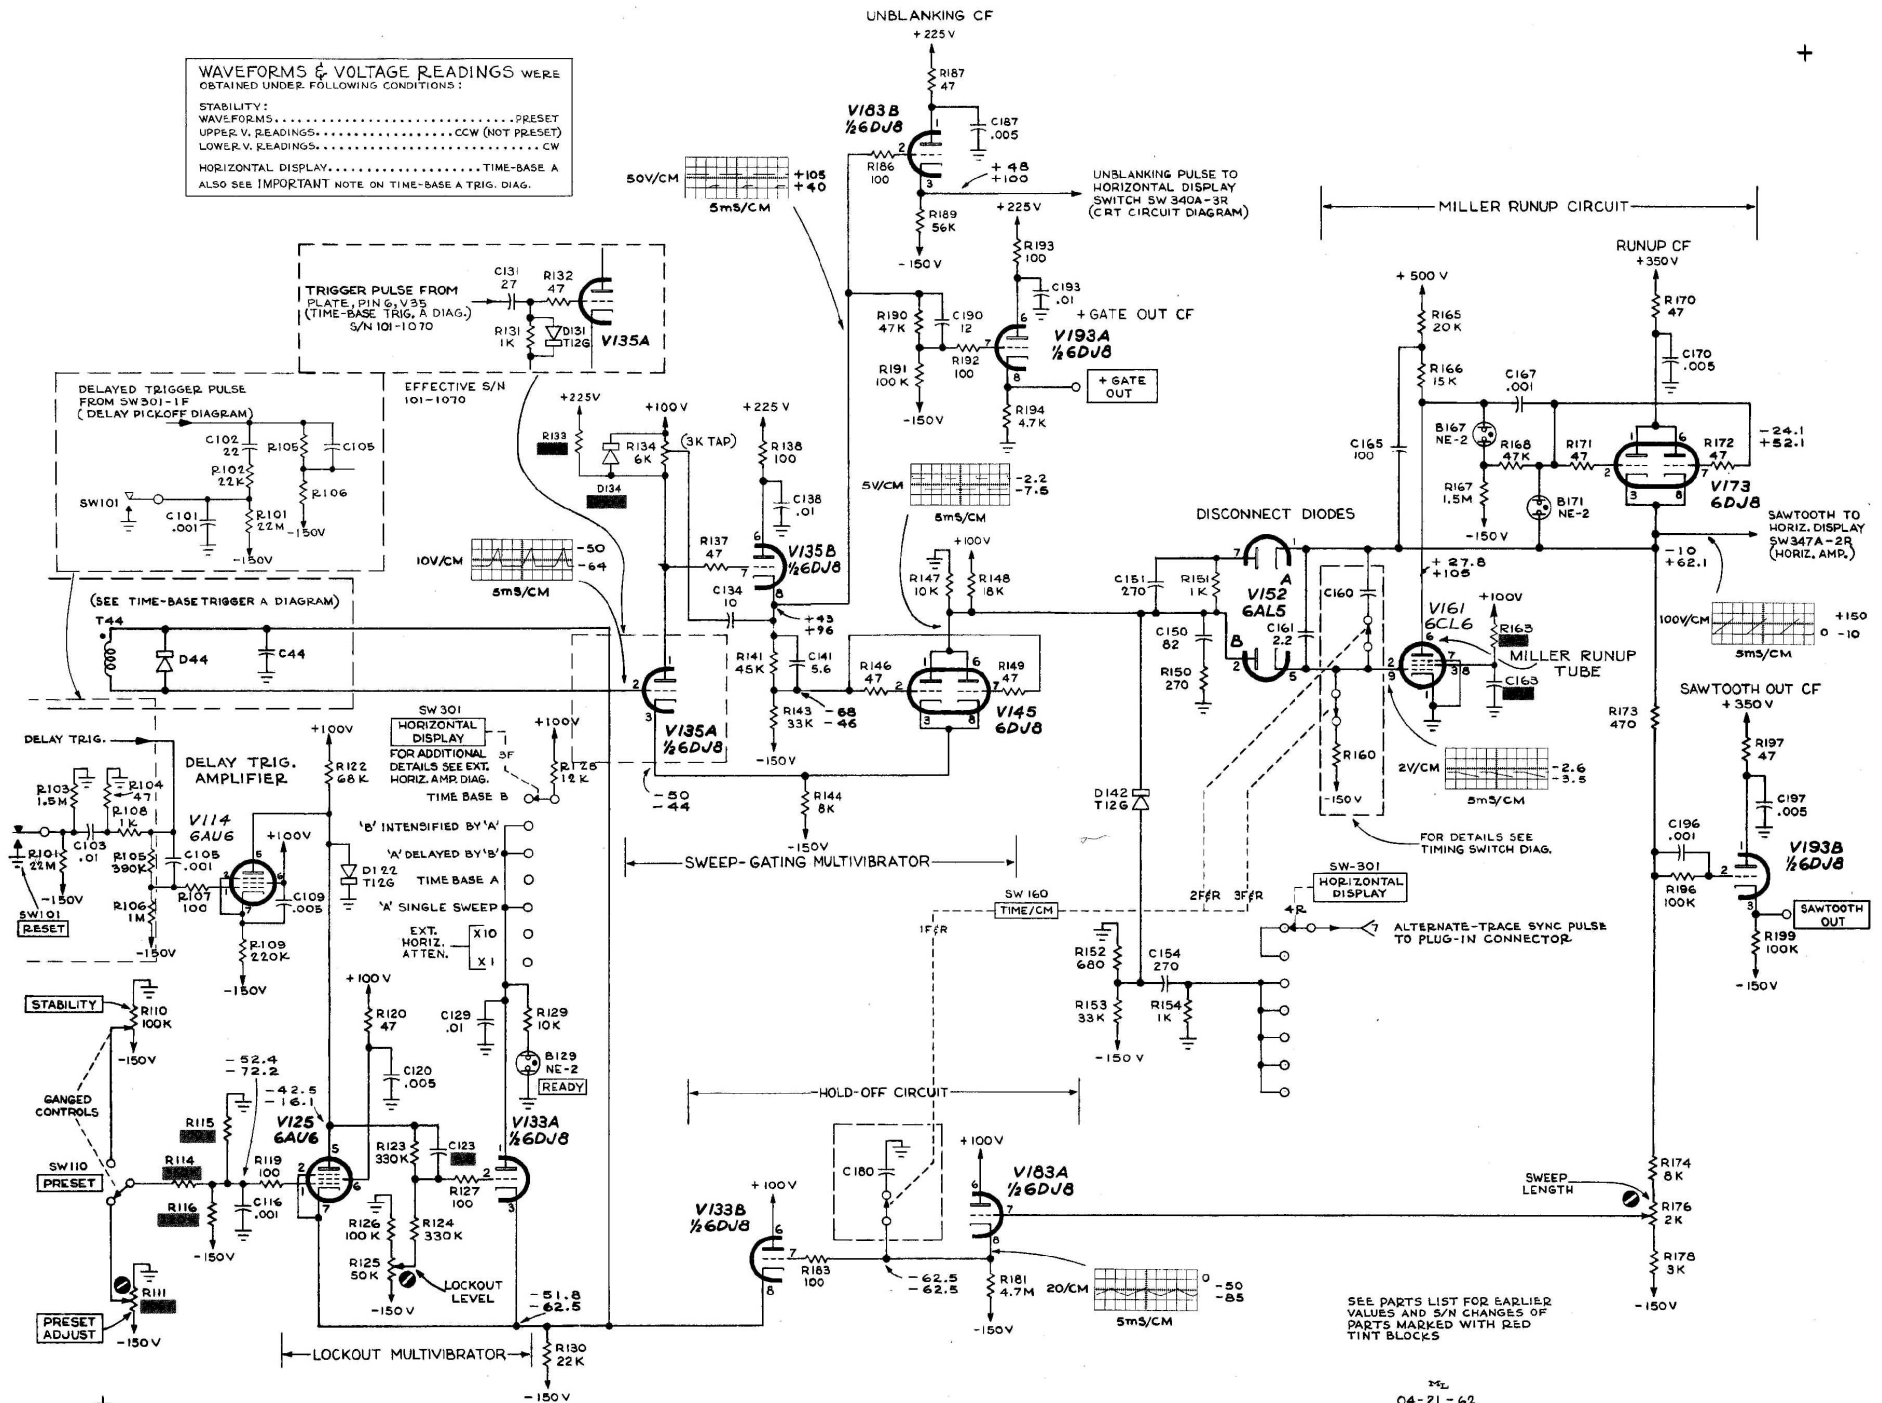 UNBLANKING CF
+225V
R187
47
V183B
½6DJ8
C187
.005
R186
100
+48
+100
R189
56K
-150V
UNBLANKING PULSE TO
HORIZONTAL DISPLAY
SWITCH SW 340A-3R
(CRT CIRCUIT DIAGRAM)
WAVEFORMS & VOLTAGE READINGS WERE
OBTAINED UNDER FOLLOWING CONDITIONS:
STABILITY:
WAVEFORMS.............................PRESET
UPPER V. READINGS..................CCW (NOT PRESET)
LOWER V. READINGS.............................CW
HORIZONTAL DISPLAY..................TIME-BASE A
ALSO SEE IMPORTANT NOTE ON TIME-BASE A TRIG. DIAG.
50V/CM
+105
+40
5mS/CM
TRIGGER PULSE FROM
PLATE, PIN 6, V35
(TIME-BASE TRIG. A DIAG.)
S/N 101-1070
C131
27
R132
47
R131
1K
D131
T12G
V135A
EFFECTIVE S/N
101-1070
+225V
R193
100
C193
.01
+GATE OUT CF
R190
47K
C190
12
R192
100
R191
100K
-150V
V193A
½6DJ8
R194
4.7K
+ GATE
OUT
MILLER RUNUP CIRCUIT
RUNUP CF
+350V
+500V
R165
20K
R166
15K
C167
.001
R170
47
C170
.005
C165
100
B167
NE-2
R168
47K
R167
1.5M
-150V
R171
47
B171
NE-2
R172
47
-24.1
+52.1
V173
6DJ8
SAWTOOTH TO
HORIZ. DISPLAY
SW347A-2R
(HORIZ. AMP.)
-10
+62.1
100V/CM
+150
0 -10
5mS/CM
DELAYED TRIGGER PULSE
FROM SW301-1F
(DELAY PICKOFF DIAGRAM)
C102
22
R105
C105
R102
22K
SW101
C101
.001
R101
22M
R106
-150V
-150V
+225V
R133
+100V
R134
6K
(3K TAP)
D134
+225V
R138
100
C138
.01
R137
47
V135B
½6DJ8
C134
10
+43
+96
10V/CM
-50
-64
5mS/CM
5V/CM
-2.2
-7.5
5mS/CM
+100V
R147
10K
R148
18K
R141
45K
C141
5.6
R146
47
R149
47
R143
33K
-68
-46
-150V
V145
6DJ8
DISCONNECT DIODES
C151
270
R151
1K
A
V152
6AL5
B
C150
82
R150
270
C161
2.2
C160
+27.8
+105
V161
6CL6
+100V
R163
C163
MILLER RUNUP
TUBE
R160
-150V
2V/CM
-2.6
-3.5
5mS/CM
FOR DETAILS SEE
TIMING SWITCH DIAG.
(SEE TIME-BASE TRIGGER A DIAGRAM)
T44
D44
C44
V135A
½6DJ8
-50
-44
R144
8K
-150V
SWEEP-GATING MULTIVIBRATOR
D142
T12G
R173
470
SAWTOOTH OUT CF
+350V
R197
47
C197
.005
C196
.001
R196
100K
V193B
½6DJ8
R199
100K
-150V
SAWTOOTH
OUT
DELAY TRIG.
DELAY TRIG.
AMPLIFIER
R103
1.5M
R104
47
R108
1K
C103
.01
R101
22M
-150V
SW101
RESET
R105
390K
C105
.001
R106
1M
-150V
R107
100
V114
6AU6
+100V
C109
.005
R109
220K
-150V
+100V
R122
68K
D122
T12G
SW 301
HORIZONTAL
DISPLAY
FOR ADDITIONAL
DETAILS SEE EXT.
HORIZ. AMP. DIAG.
3F
+100V
R128
12K
TIME BASE B
'B' INTENSIFIED BY 'A'
'A' DELAYED BY 'B'
TIME BASE A
'A' SINGLE SWEEP
EXT.
HORIZ.
ATTEN.
X10
X1
SW 160
TIME/CM
1F&R
2F&R
3F&R
SW-301
HORIZONTAL
DISPLAY
4R
ALTERNATE-TRACE SYNC PULSE
TO PLUG-IN CONNECTOR
R152
680
C154
270
R153
33K
R154
1K
-150V
STABILITY
R110
100K
-150V
GANGED
CONTROLS
SW110
PRESET
R111
PRESET
ADJUST
-150V
-52.4
-72.2
-42.5
-16.1
R115
R114
R116
-150V
C116
.001
R119
100
V125
6AU6
+100V
R120
47
C120
.005
C129
.01
R129
10K
B129
NE-2
READY
V133A
½6DJ8
R123
330K
C123
R127
100
R126
100K
R124
330K
R125
50K
-150V
LOCKOUT
LEVEL
-51.8
-62.5
LOCKOUT MULTIVIBRATOR
R130
22K
-150V
HOLD-OFF CIRCUIT
C180
+100V
V183A
½6DJ8
+100V
V133B
½6DJ8
R183
100
-62.5
-62.5
R181
4.7M
-150V
20/CM
0
-50
-85
5mS/CM
SWEEP
LENGTH
R174
8K
R176
2K
R178
3K
-150V
SEE PARTS LIST FOR EARLIER
VALUES AND S/N CHANGES OF
PARTS MARKED WITH RED
TINT BLOCKS
ML
04-21-62